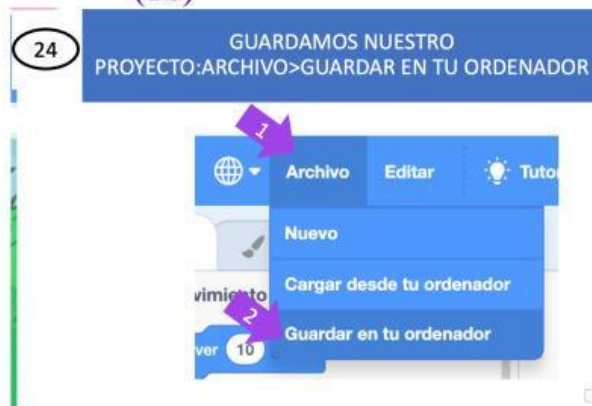 24
GUARDAMOS NUESTRO
PROYECTO:ARCHIVO>GUARDAR EN TU ORDENADOR
1
Archivo Editar
Nuevo
Cargar desde tu ordenador
2
Guardar en tu ordenador
10